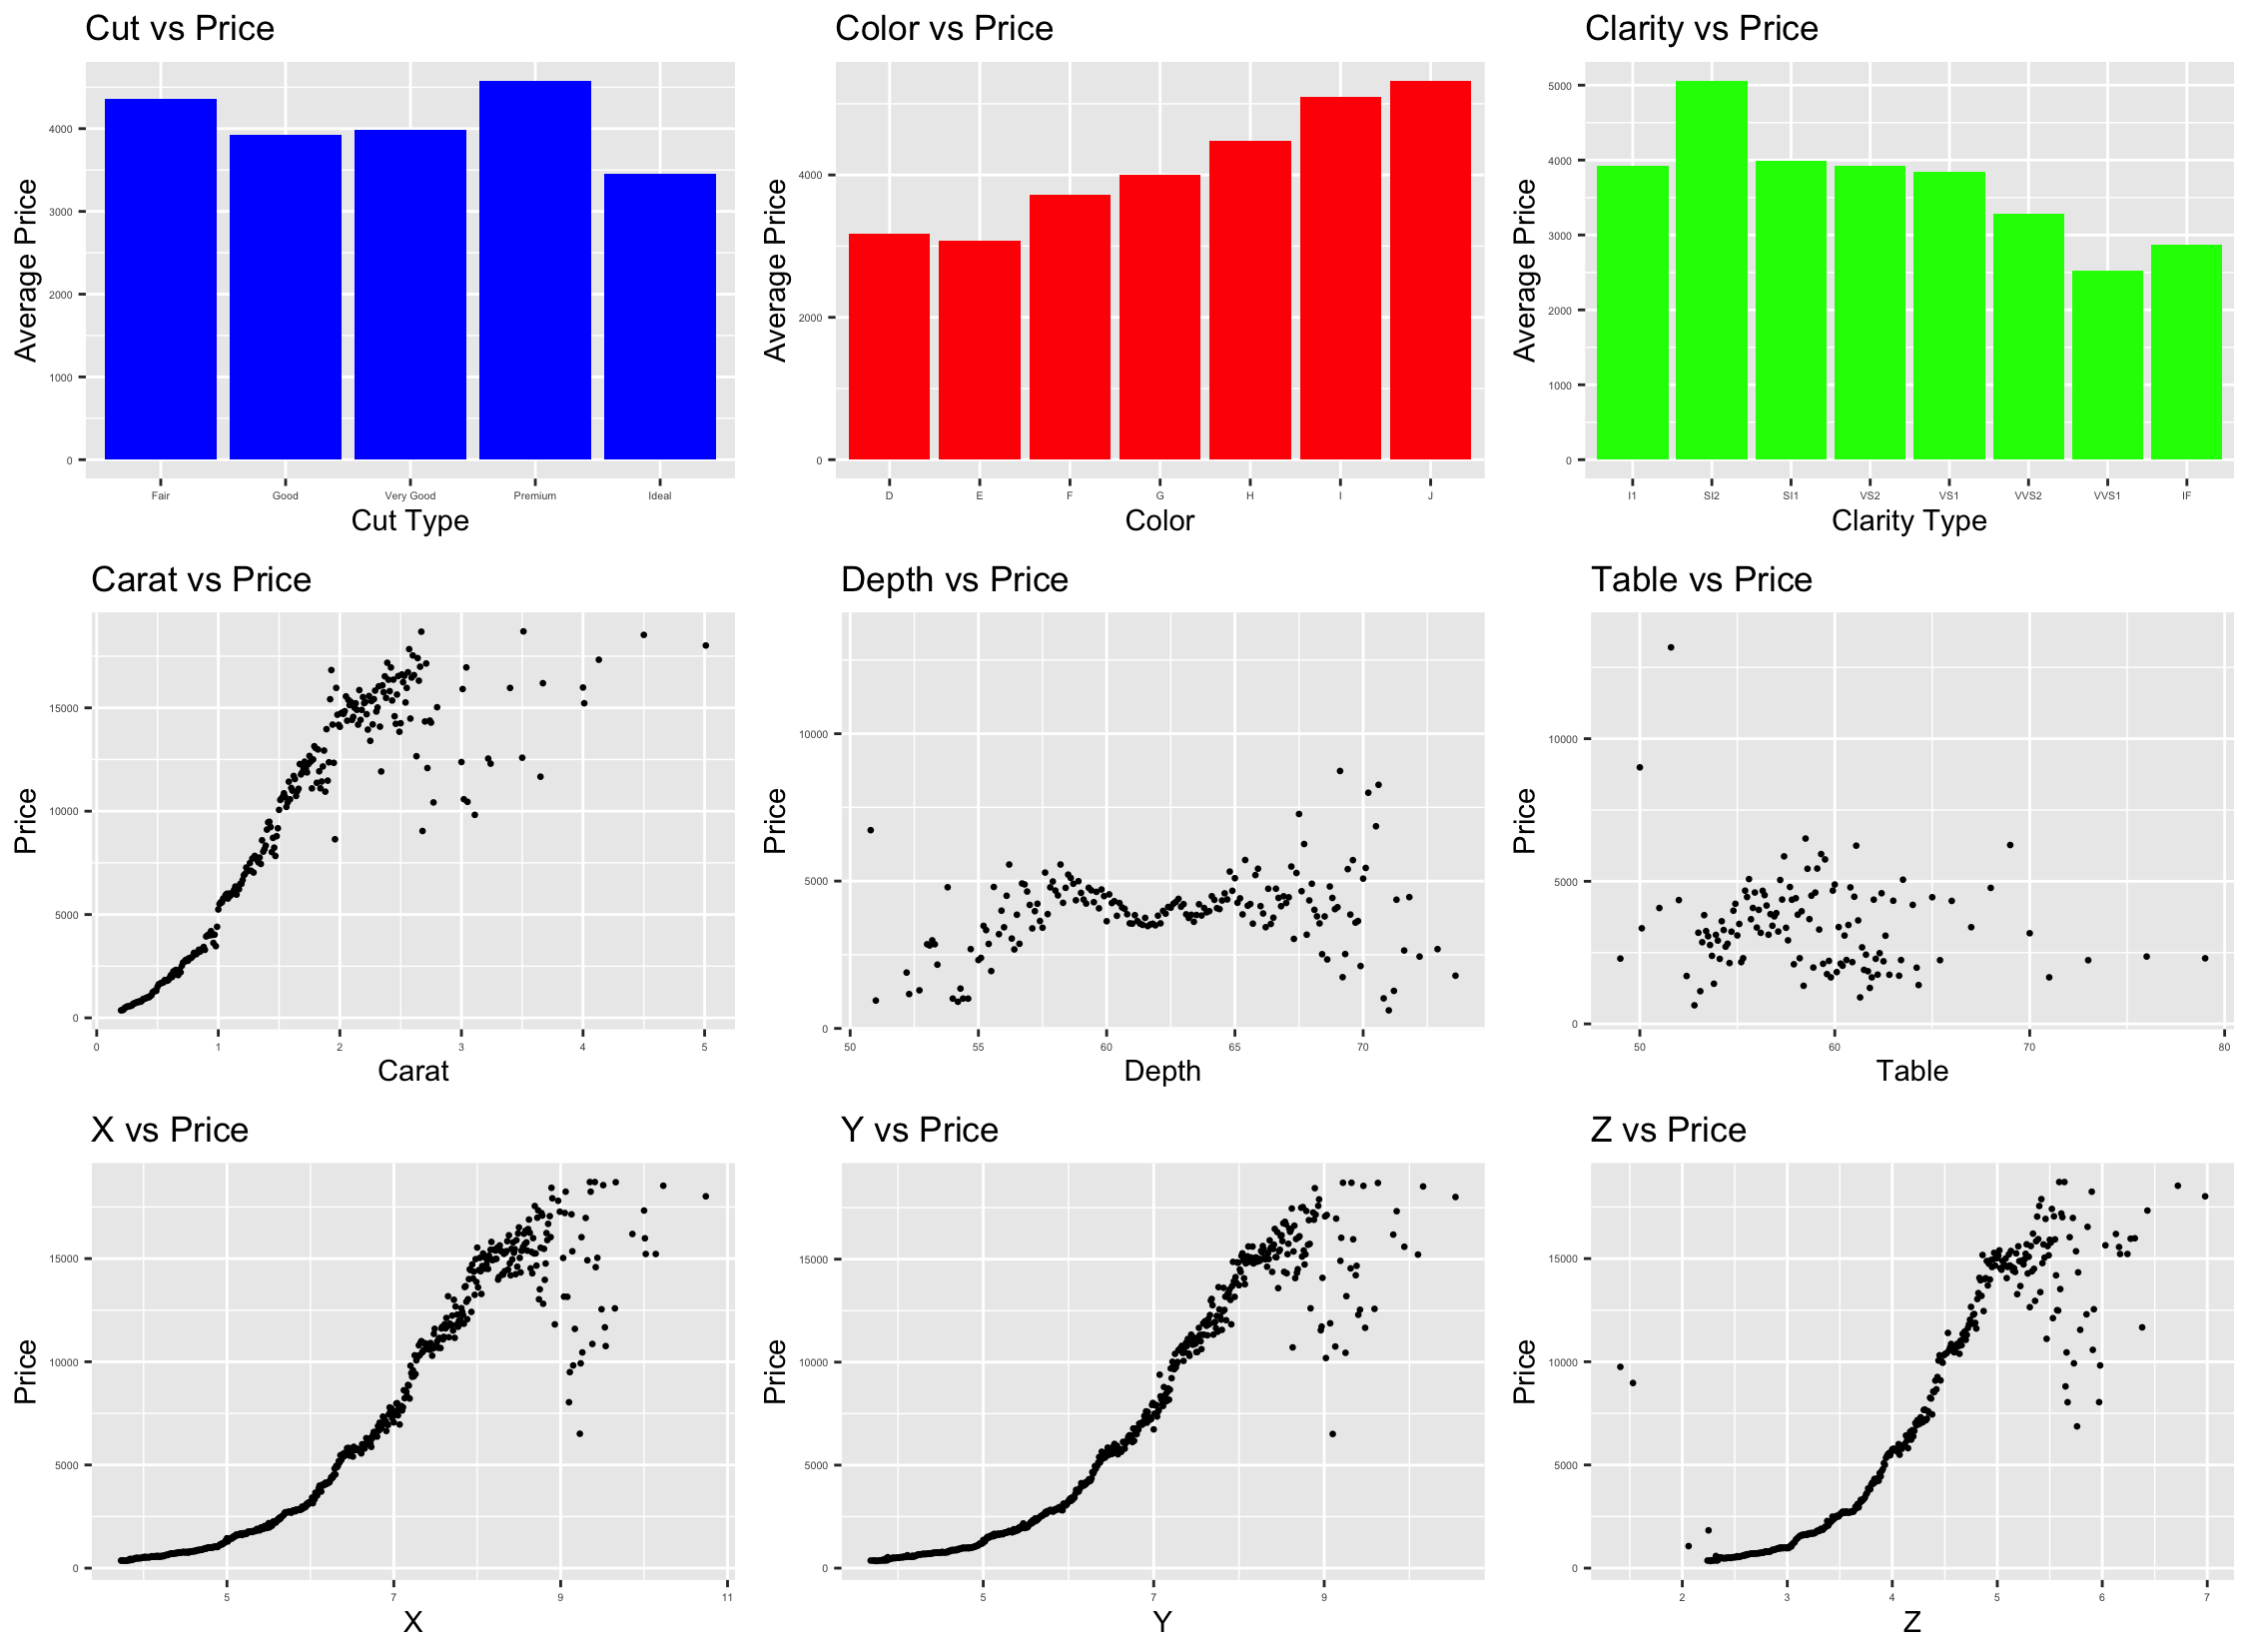 Cut vs Price
Average Price
4000
3000
2000
1000
0
Fair Good Very Good Premium Ideal
Cut Type
Color vs Price
Average Price
4000
2000
0
D E F G H I J
Color
Clarity vs Price
Average Price
5000
4000
3000
2000
1000
0
I1 SI2 SI1 VS2 VS1 VVS2 VVS1 IF
Clarity Type
Carat vs Price
Price
15000
10000
5000
0
0 1 2 3 4 5
Carat
Depth vs Price
Price
10000
5000
0
50 55 60 65 70
Depth
Table vs Price
Price
10000
5000
0
50 60 70 80
Table
X vs Price
Price
15000
10000
5000
0
5 7 9 11
X
Y vs Price
Price
15000
10000
5000
0
5 7 9
Y
Z vs Price
Price
15000
10000
5000
0
2 3 4 5 6 7
Z